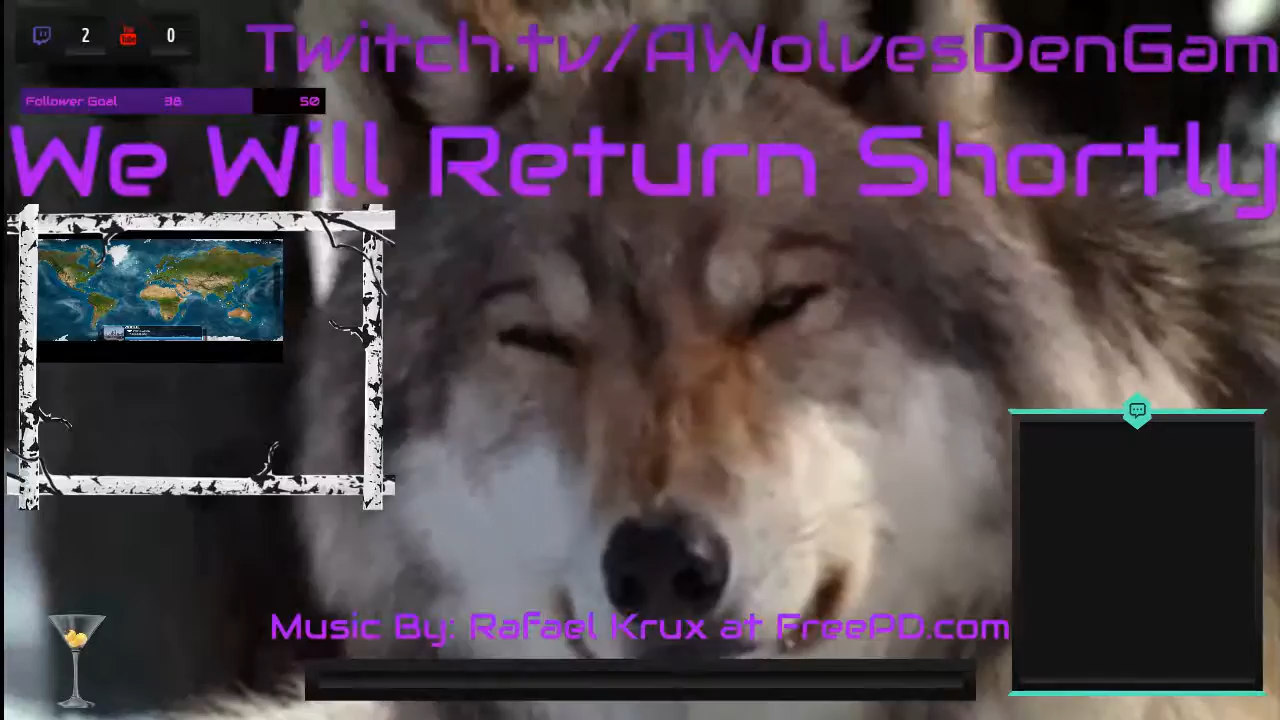 2 0
Twitch.tv/AWolvesDenGam
Follower Goal 38 50
We Will Return Shortly
Music By: Rafael Krux at FreePD.com